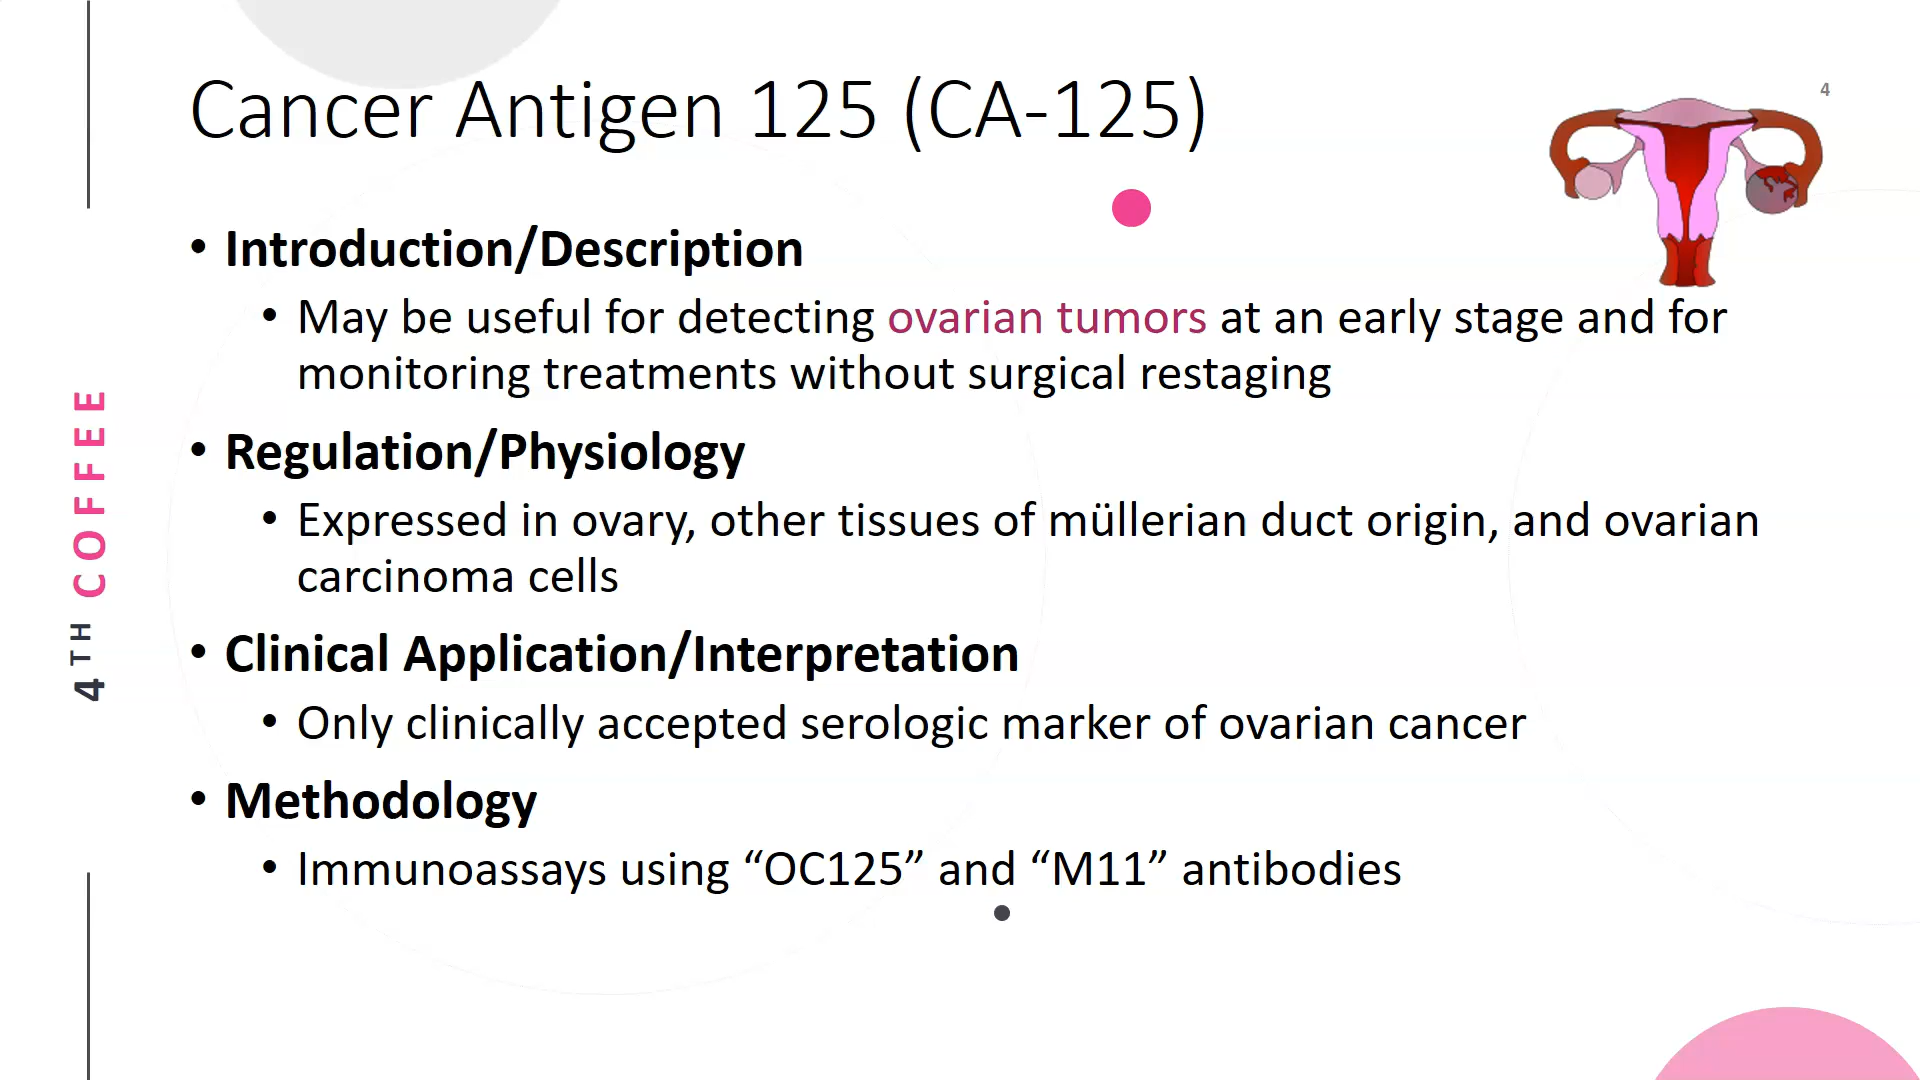 Cancer Antigen 125 (CA-125)
4
• Introduction/Description
• May be useful for detecting ovarian tumors at an early stage and for
monitoring treatments without surgical restaging
• Regulation/Physiology
• Expressed in ovary, other tissues of müllerian duct origin, and ovarian
carcinoma cells
• Clinical Application/Interpretation
• Only clinically accepted serologic marker of ovarian cancer
• Methodology
• Immunoassays using “OC125” and “M11” antibodies
4TH COFFEE